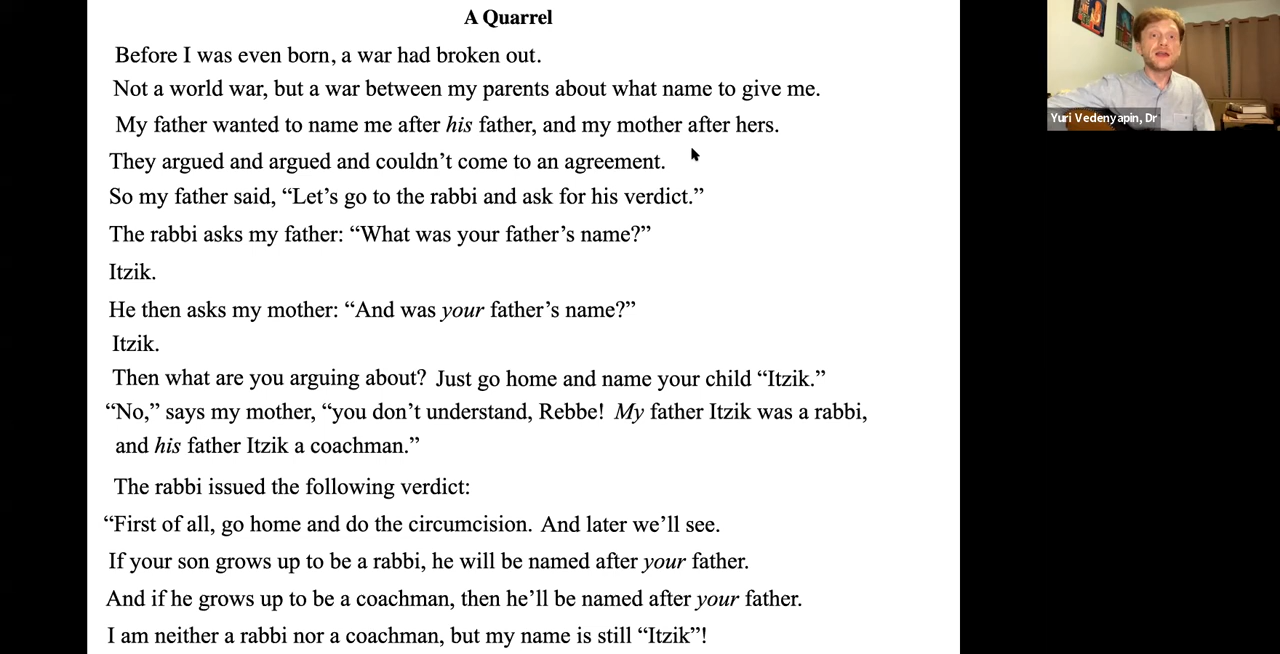 A Quarrel
Before I was even born, a war had broken out.
Not a world war, but a war between my parents about what name to give me.
My father wanted to name me after his father, and my mother after hers.
They argued and argued and couldn’t come to an agreement.
So my father said, “Let’s go to the rabbi and ask for his verdict.”
The rabbi asks my father: “What was your father’s name?”
Itzik.
He then asks my mother: “And was your father’s name?”
Itzik.
Then what are you arguing about? Just go home and name your child “Itzik.”
“No,” says my mother, “you don’t understand, Rebbe! My father Itzik was a rabbi,
and his father Itzik a coachman.”
The rabbi issued the following verdict:
“First of all, go home and do the circumcision. And later we’ll see.
If your son grows up to be a rabbi, he will be named after your father.
And if he grows up to be a coachman, then he’ll be named after your father.
I am neither a rabbi nor a coachman, but my name is still “Itzik”!
Yuri Vedenyapin, Dr